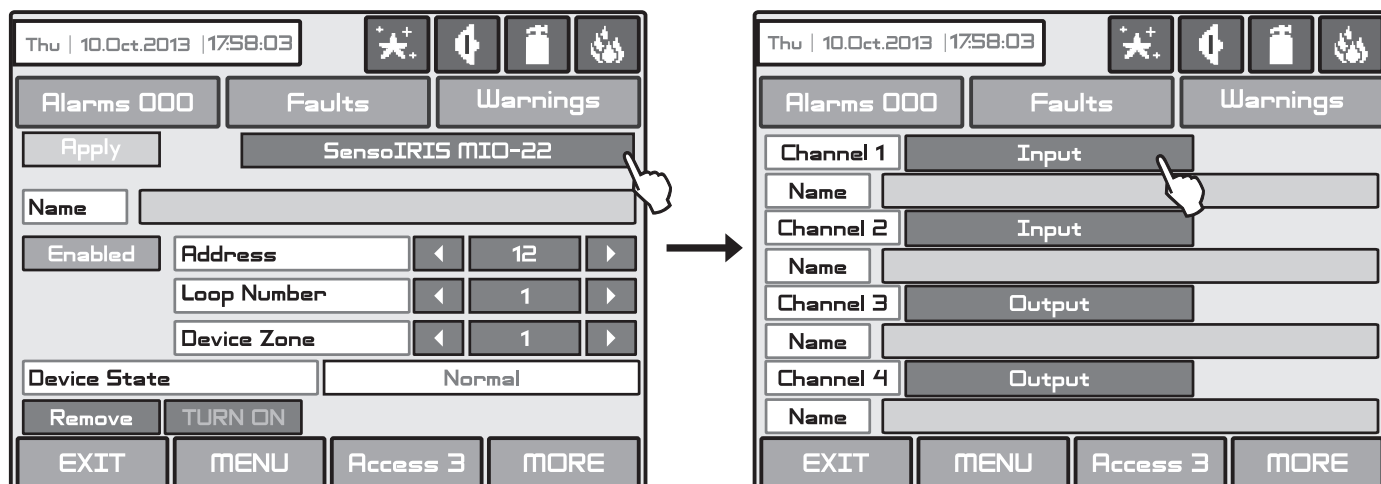 Thu | 10.Oct.2013 |17:58:03
Alarms 000 Faults Warnings
Apply SensoIRIS MIO-22
Name
Enabled Address 12
Loop Number 1
Device Zone 1
Device State Normal
Remove TURN ON
EXIT MENU Access 3 MORE
Thu | 10.Oct.2013 |17:58:03
Alarms 000 Faults Warnings
Channel 1 Input
Name
Channel 2 Input
Name
Channel 3 Output
Name
Channel 4 Output
Name
EXIT MENU Access 3 MORE